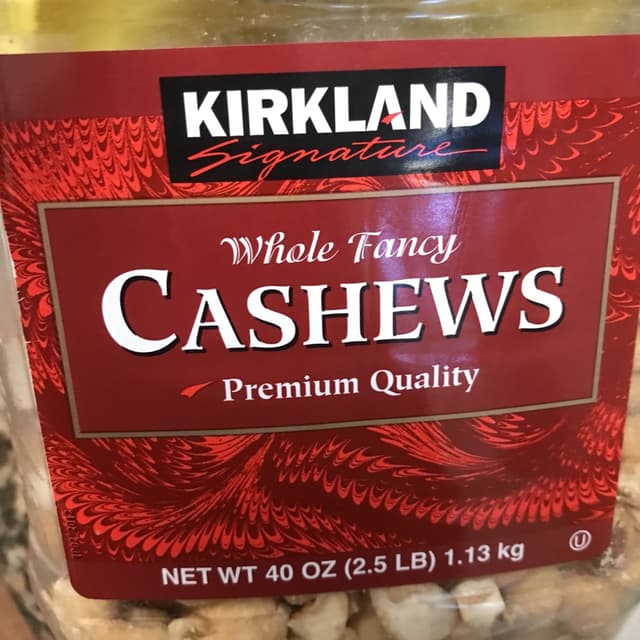 KIRKLAND
Signature
Whole Fancy
CASHEWS
Premium Quality
NET WT 40 OZ (2.5 LB) 1.13 kg
U